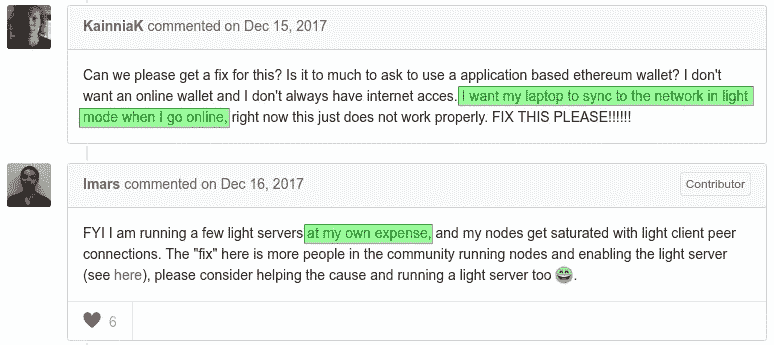 KainniaK commented on Dec 15, 2017
Can we please get a fix for this? Is it to much to ask to use a application based ethereum wallet? I don't
want an online wallet and I don't always have internet acces. I want my laptop to sync to the network in light
mode when I go online, right now this just does not work properly. FIX THIS PLEASE!!!!!!
lmars commented on Dec 16, 2017
Contributor
FYI I am running a few light servers at my own expense, and my nodes get saturated with light client peer
connections. The "fix" here is more people in the community running nodes and enabling the light server
(see here), please consider helping the cause and running a light server too 😄.
6